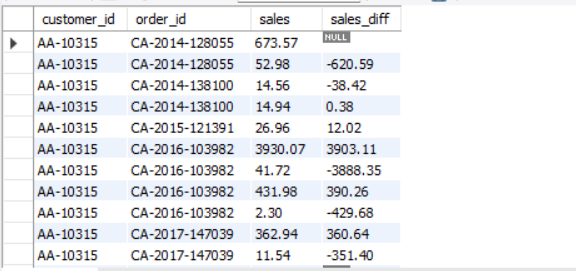 customer_id order_id sales sales_diff
AA-10315 CA-2014-128055 673.57 NULL
AA-10315 CA-2014-128055 52.98 -620.59
AA-10315 CA-2014-138100 14.56 -38.42
AA-10315 CA-2014-138100 14.94 0.38
AA-10315 CA-2015-121391 26.96 12.02
AA-10315 CA-2016-103982 3930.07 3903.11
AA-10315 CA-2016-103982 41.72 -3888.35
AA-10315 CA-2016-103982 431.98 390.26
AA-10315 CA-2016-103982 2.30 -429.68
AA-10315 CA-2017-147039 362.94 360.64
AA-10315 CA-2017-147039 11.54 -351.40